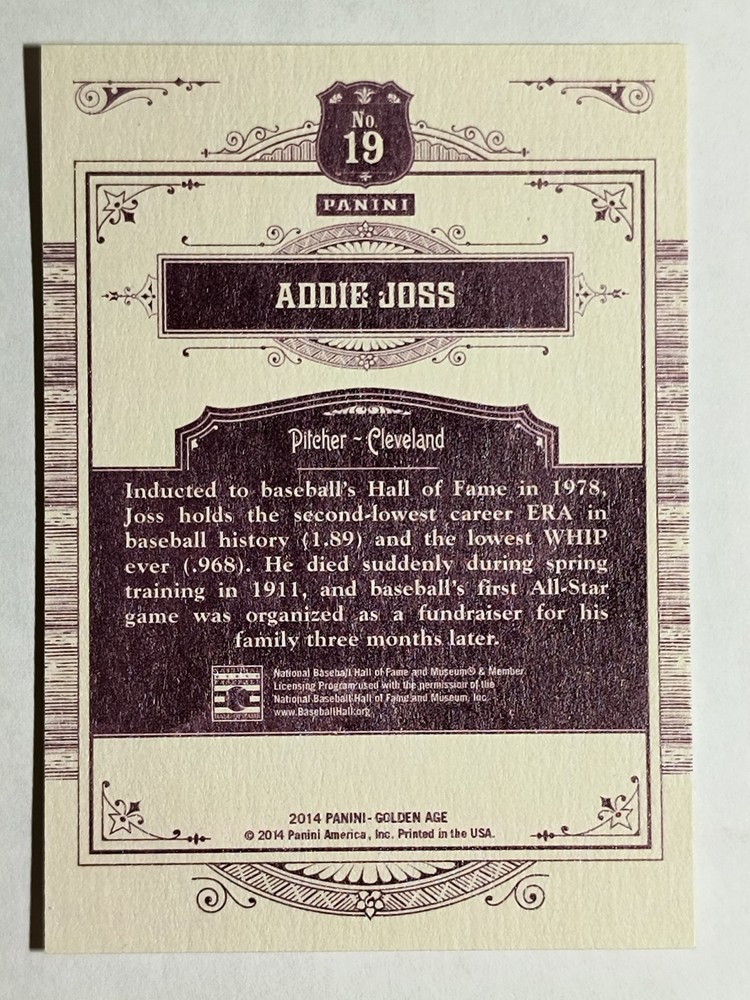 No.
19
PANINI
ADDIE JOSS
Pitcher ~ Cleveland
Inducted to baseball's Hall of Fame in 1978,
Joss holds the second-lowest career ERA in
baseball history (1.89) and the lowest WHIP
ever (.968). He died suddenly during spring
training in 1911, and baseball's first All-Star
game was organized as a fundraiser for his
family three months later.
National Baseball Hall of Fame and Museum® & Member
Licensing Program used with the permission of the
National Baseball Hall of Fame and Museum, Inc.
www.BaseballHall.org
2014 PANINI- GOLDEN AGE
© 2014 Panini America, Inc. Printed in the USA.